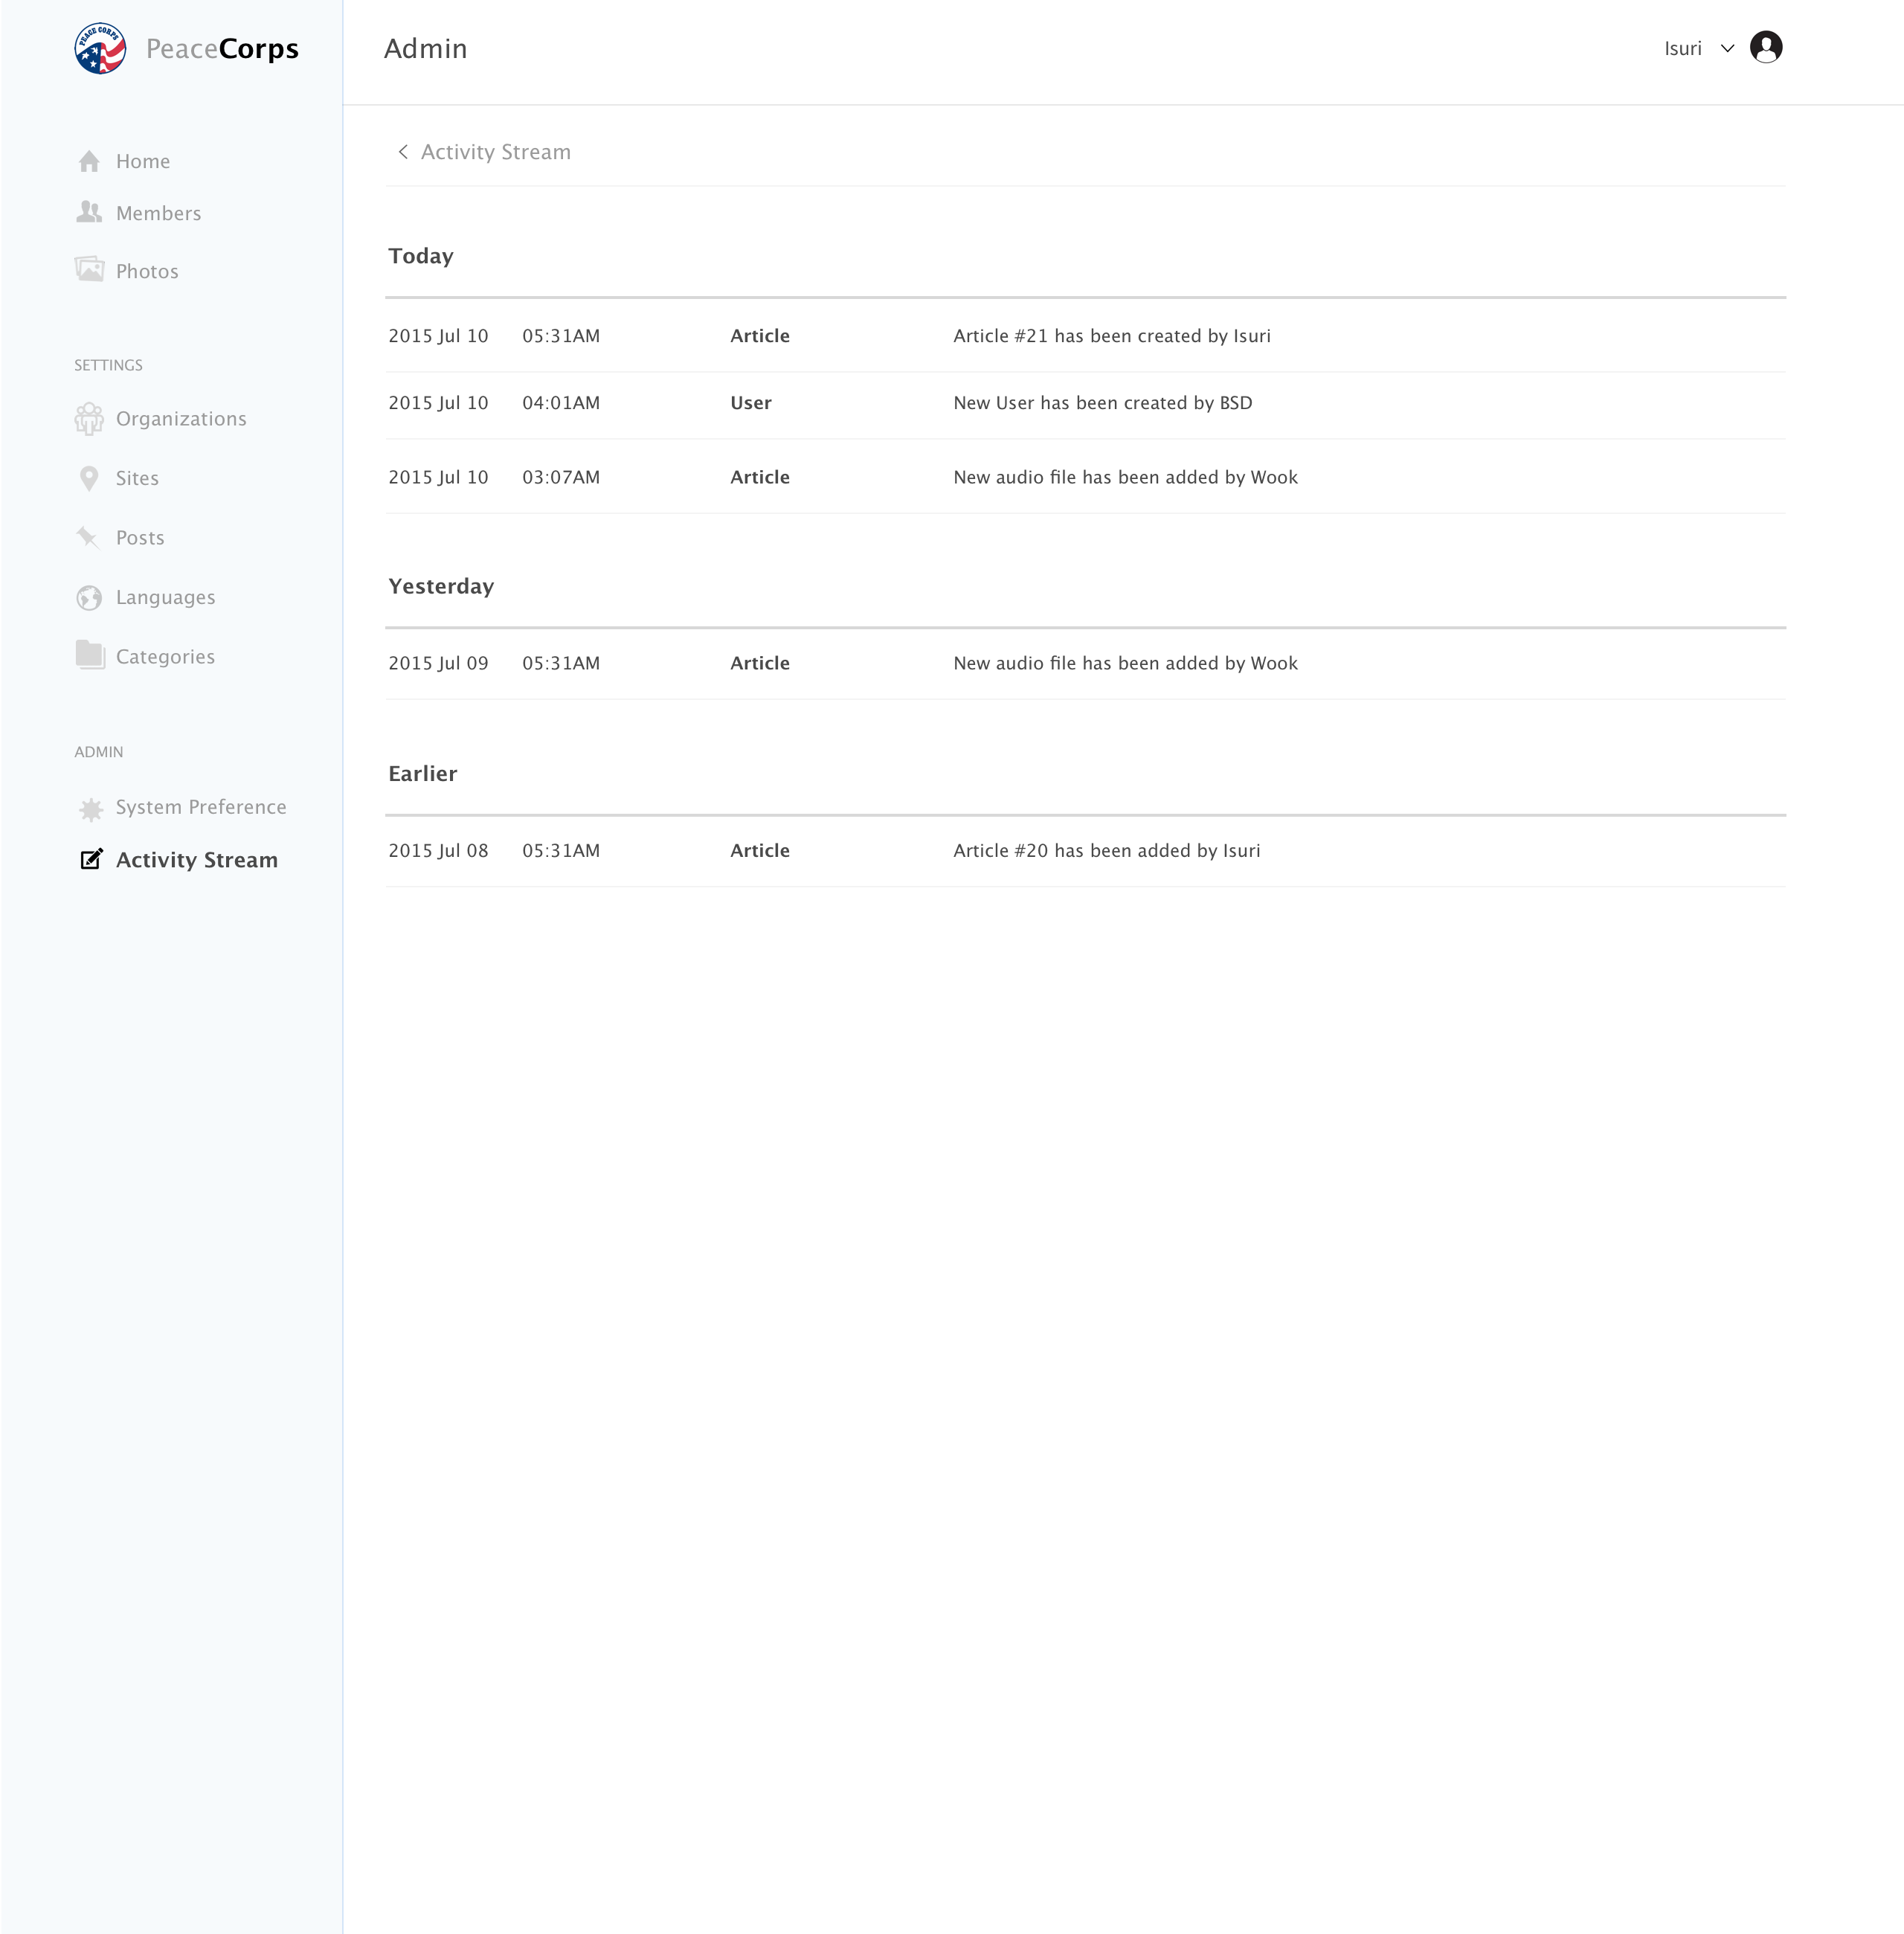 PEACE CORPS
PeaceCorps
Admin
Isuri
Home
Members
Photos
SETTINGS
Organizations
Sites
Posts
Languages
Categories
ADMIN
System Preference
Activity Stream
Activity Stream
Today
2015 Jul 10 05:31AM Article Article #21 has been created by Isuri
2015 Jul 10 04:01AM User New User has been created by BSD
2015 Jul 10 03:07AM Article New audio file has been added by Wook
Yesterday
2015 Jul 09 05:31AM Article New audio file has been added by Wook
Earlier
2015 Jul 08 05:31AM Article Article #20 has been added by Isuri